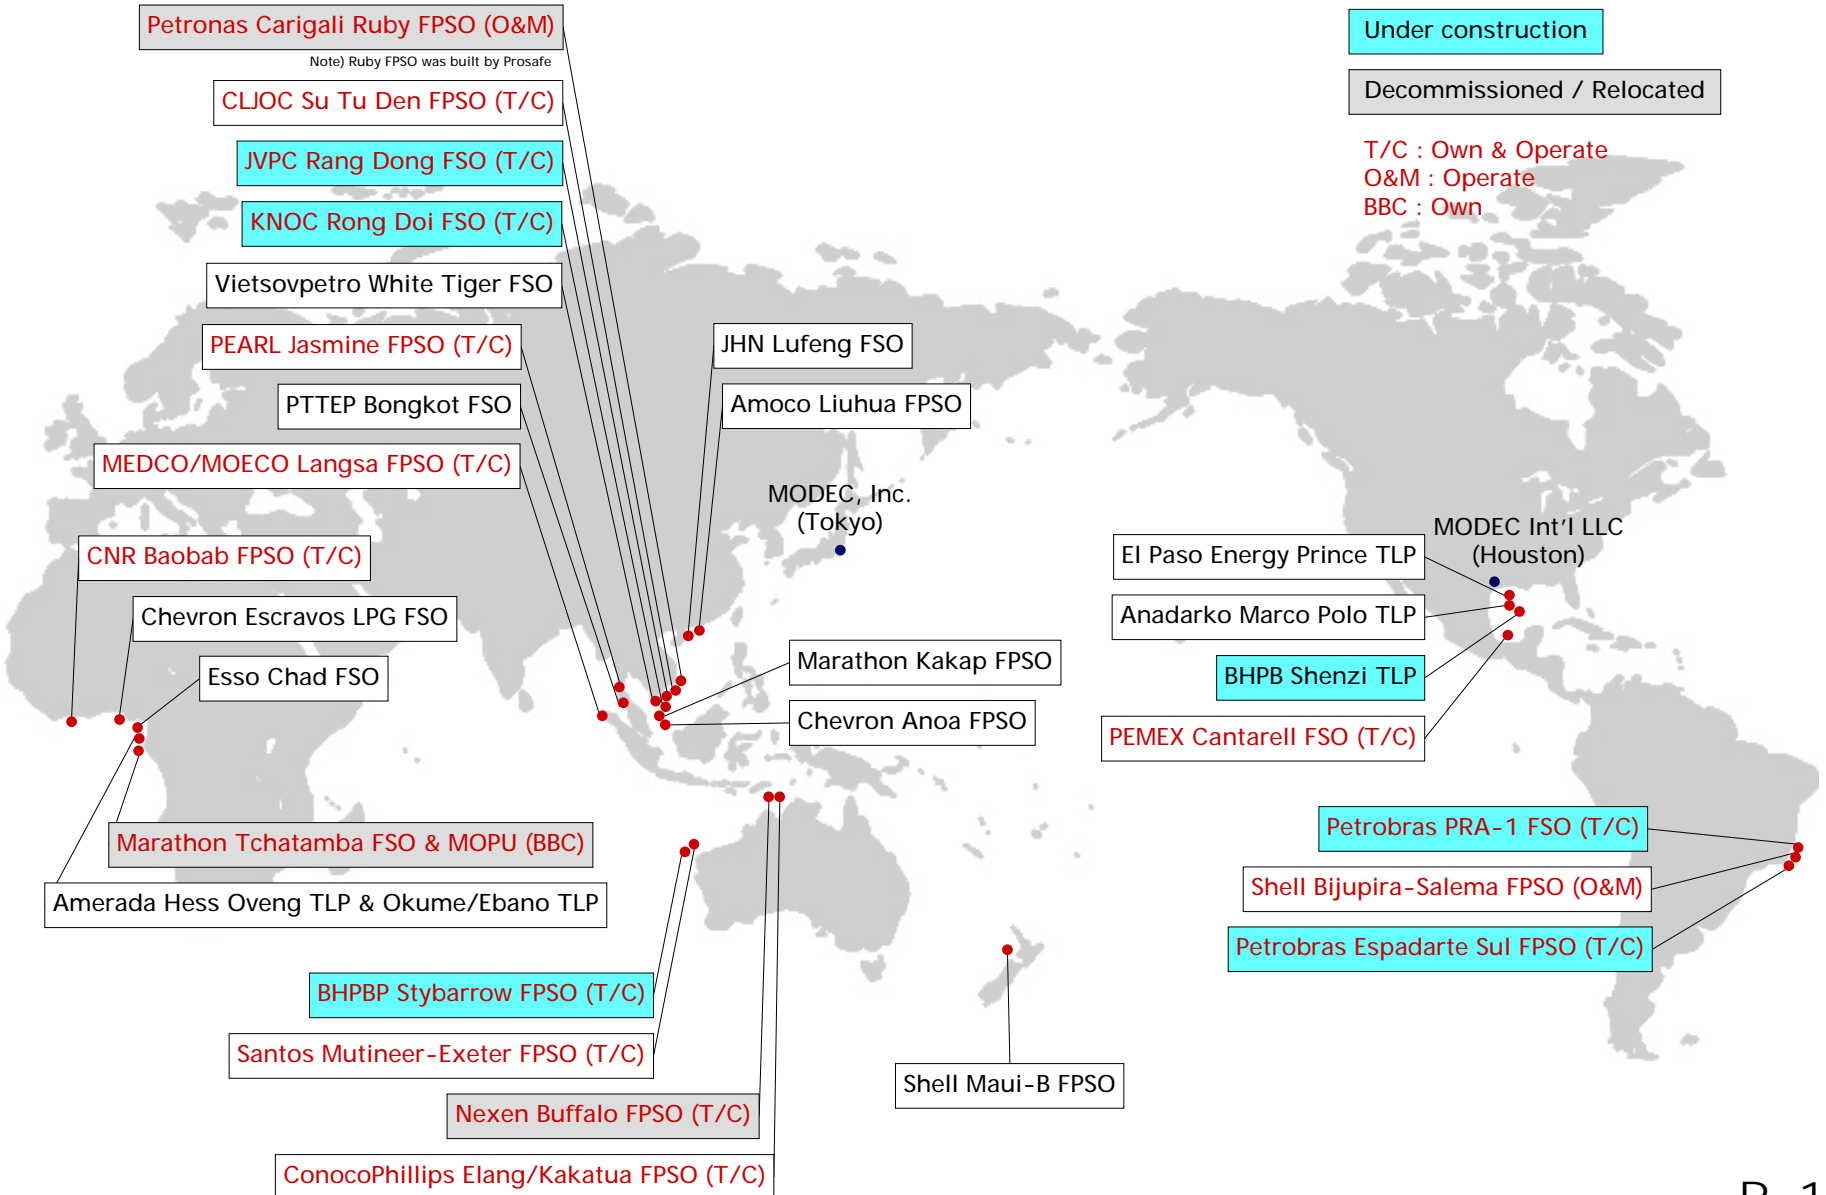 Petronas Carigali Ruby FPSO (O&M)
Note) Ruby FPSO was built by Prosafe
CLJOC Su Tu Den FPSO (T/C)
JVPC Rang Dong FSO (T/C)
KNOC Rong Doi FSO (T/C)
Vietsovpetro White Tiger FSO
PEARL Jasmine FPSO (T/C)
PTTEP Bongkot FSO
MEDCO/MOECO Langsa FPSO (T/C)
CNR Baobab FPSO (T/C)
Chevron Escravos LPG FSO
Esso Chad FSO
Marathon Tchatamba FSO & MOPU (BBC)
Amerada Hess Oveng TLP & Okume/Ebano TLP
BHPBP Stybarrow FPSO (T/C)
Santos Mutineer-Exeter FPSO (T/C)
Nexen Buffalo FPSO (T/C)
ConocoPhillips Elang/Kakatua FPSO (T/C)
JHN Lufeng FSO
Amoco Liuhua FPSO
MODEC, Inc.
(Tokyo)
Marathon Kakap FPSO
Chevron Anoa FPSO
Shell Maui-B FPSO
Under construction
Decommissioned / Relocated
T/C : Own & Operate
O&M : Operate
BBC : Own
MODEC Int'l LLC
(Houston)
El Paso Energy Prince TLP
Anadarko Marco Polo TLP
BHPB Shenzi TLP
PEMEX Cantarell FSO (T/C)
Petrobras PRA-1 FSO (T/C)
Shell Bijupira-Salema FPSO (O&M)
Petrobras Espadarte Sul FPSO (T/C)